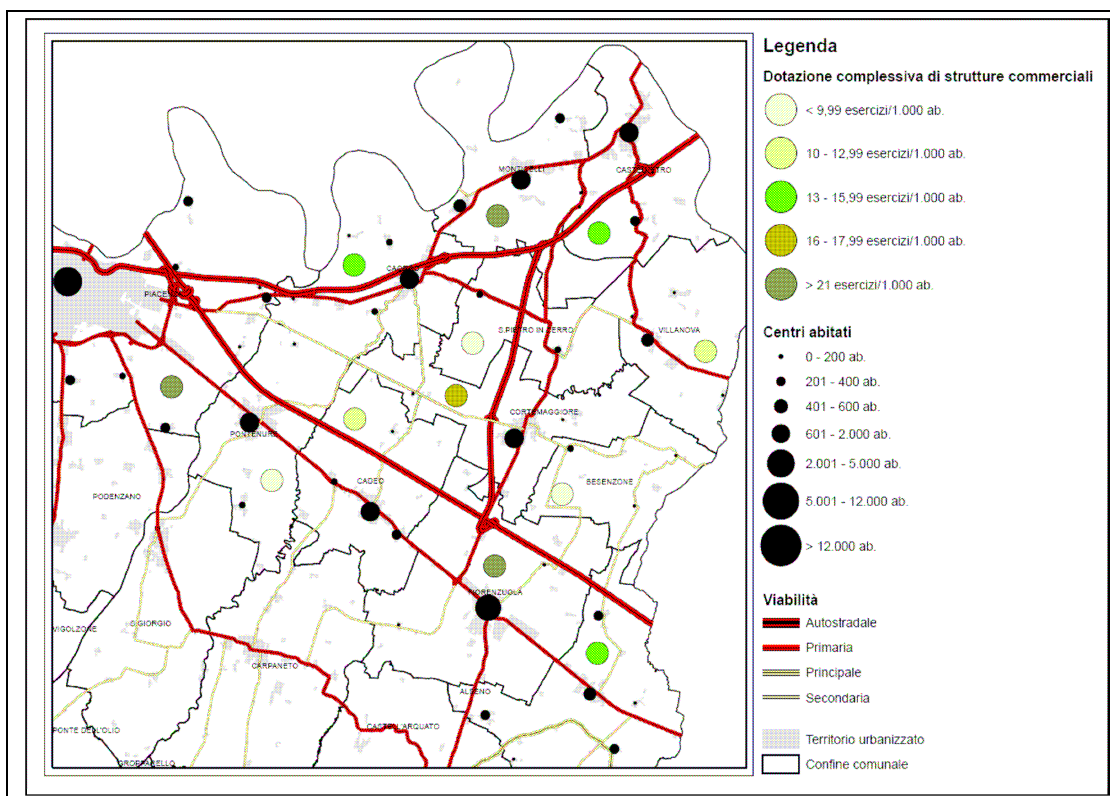 Legenda
Dotazione complessiva di strutture commerciali
< 9,99 esercizi/1.000 ab.
10 - 12,99 esercizi/1.000 ab.
13 - 15,99 esercizi/1.000 ab.
16 - 17,99 esercizi/1.000 ab.
> 21 esercizi/1.000 ab.
Centri abitati
0 - 200 ab.
201 - 400 ab.
401 - 600 ab.
601 - 2.000 ab.
2.001 - 5.000 ab.
5.001 - 12.000 ab.
> 12.000 ab.
Viabilità
Autostradale
Primaria
Principale
Secondaria
Territorio urbanizzato
Confine comunale
MONTICELLI
S.PIETRO IN CERRO
VILLANOVA
CORTEMAGGIORE
PONTENURE
CADEO
BESENZONE
PODENZANO
VIGOLZONE
S.GIORGIO
CARPANETO
ALSENO
CASTELL'ARQUATO
PONTE DELL'OLIO
GROPPARELLO